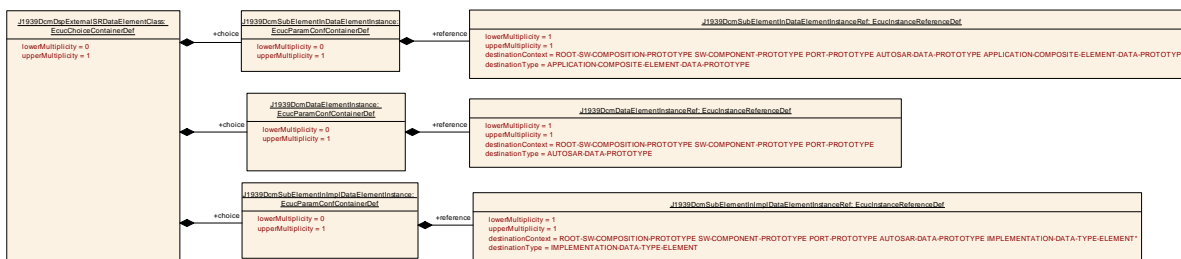 J1939DcmDspExternalSRDataElementClass:
EcucChoiceContainerDef
lowerMultiplicity = 0
upperMultiplicity = 1
+choice
J1939DcmSubElementInDataElementInstance:
EcucParamConfContainerDef
lowerMultiplicity = 0
upperMultiplicity = 1
+reference
J1939DcmSubElementInDataElementInstanceRef: EcucInstanceReferenceDef
lowerMultiplicity = 1
upperMultiplicity = 1
destinationContext = ROOT-SW-COMPOSITION-PROTOTYPE SW-COMPONENT-PROTOTYPE PORT-PROTOTYPE AUTOSAR-DATA-PROTOTYPE APPLICATION-COMPOSITE-ELEMENT-DATA-PROTOTYPE
destinationType = APPLICATION-COMPOSITE-ELEMENT-DATA-PROTOTYPE
+choice
J1939DcmDataElementInstance:
EcucParamConfContainerDef
lowerMultiplicity = 0
upperMultiplicity = 1
+reference
J1939DcmDataElementInstanceRef: EcucInstanceReferenceDef
lowerMultiplicity = 1
upperMultiplicity = 1
destinationContext = ROOT-SW-COMPOSITION-PROTOTYPE SW-COMPONENT-PROTOTYPE PORT-PROTOTYPE
destinationType = AUTOSAR-DATA-PROTOTYPE
+choice
J1939DcmSubElementInImplDataElementInstance:
EcucParamConfContainerDef
lowerMultiplicity = 0
upperMultiplicity = 1
+reference
J1939DcmSubElementInImplDataElementInstanceRef: EcucInstanceReferenceDef
lowerMultiplicity = 1
upperMultiplicity = 1
destinationContext = ROOT-SW-COMPOSITION-PROTOTYPE SW-COMPONENT-PROTOTYPE PORT-PROTOTYPE AUTOSAR-DATA-PROTOTYPE IMPLEMENTATION-DATA-TYPE-ELEMENT*
destinationType = IMPLEMENTATION-DATA-TYPE-ELEMENT